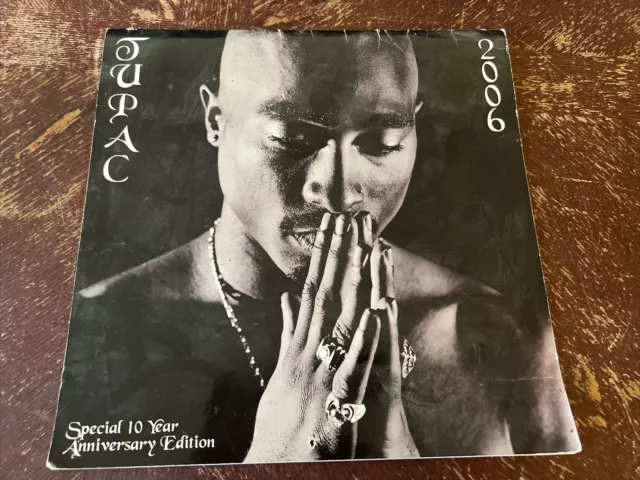 TUPAC
2006
Special 10 Year
Anniversary Edition